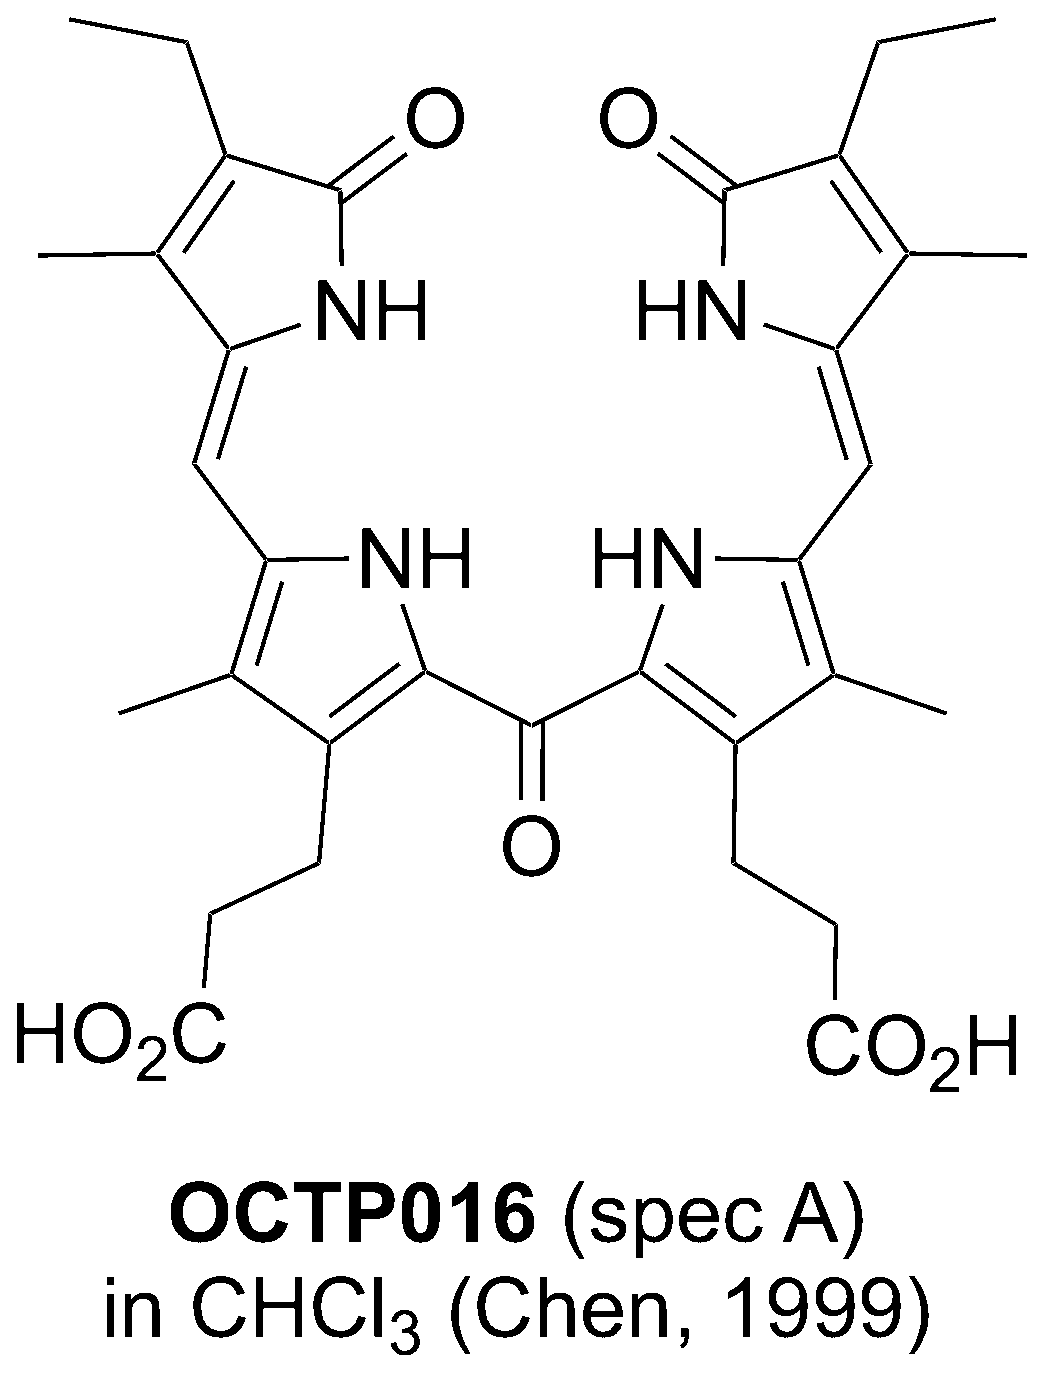 O O
NH HN
NH HN
O
HO₂C CO₂H
OCTP016 (spec A)
in CHCl₃ (Chen, 1999)